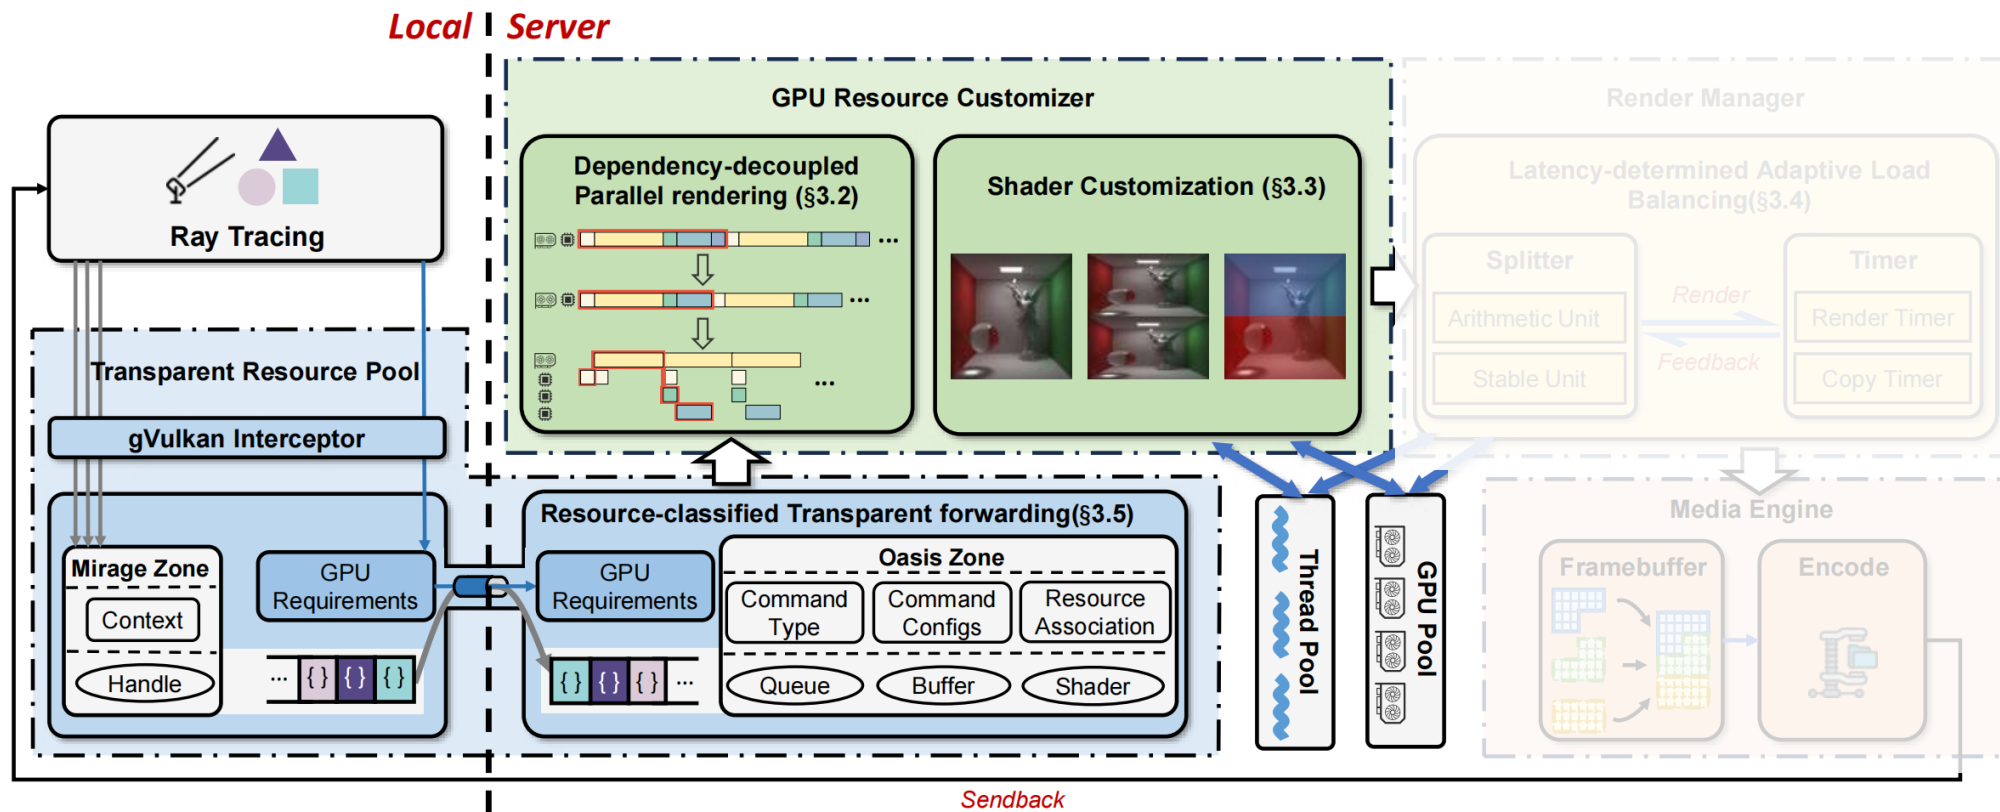 Local
Server
GPU Resource Customizer
Render Manager
Ray Tracing
Dependency-decoupled
Parallel rendering (§3.2)
...
...
...
Shader Customization (§3.3)
Latency-determined Adaptive Load
Balancing(§3.4)
Splitter
Arithmetic Unit
Stable Unit
Render
Feedback
Timer
Render Timer
Copy Timer
Transparent Resource Pool
gVulkan Interceptor
Mirage Zone
Context
Handle
GPU
Requirements
... { } { } { }
Resource-classified Transparent forwarding(§3.5)
GPU
Requirements
{ } { } { } ...
Oasis Zone
Command
Type
Command
Configs
Resource
Association
Queue
Buffer
Shader
Thread Pool
GPU Pool
Media Engine
Framebuffer
Encode
Sendback